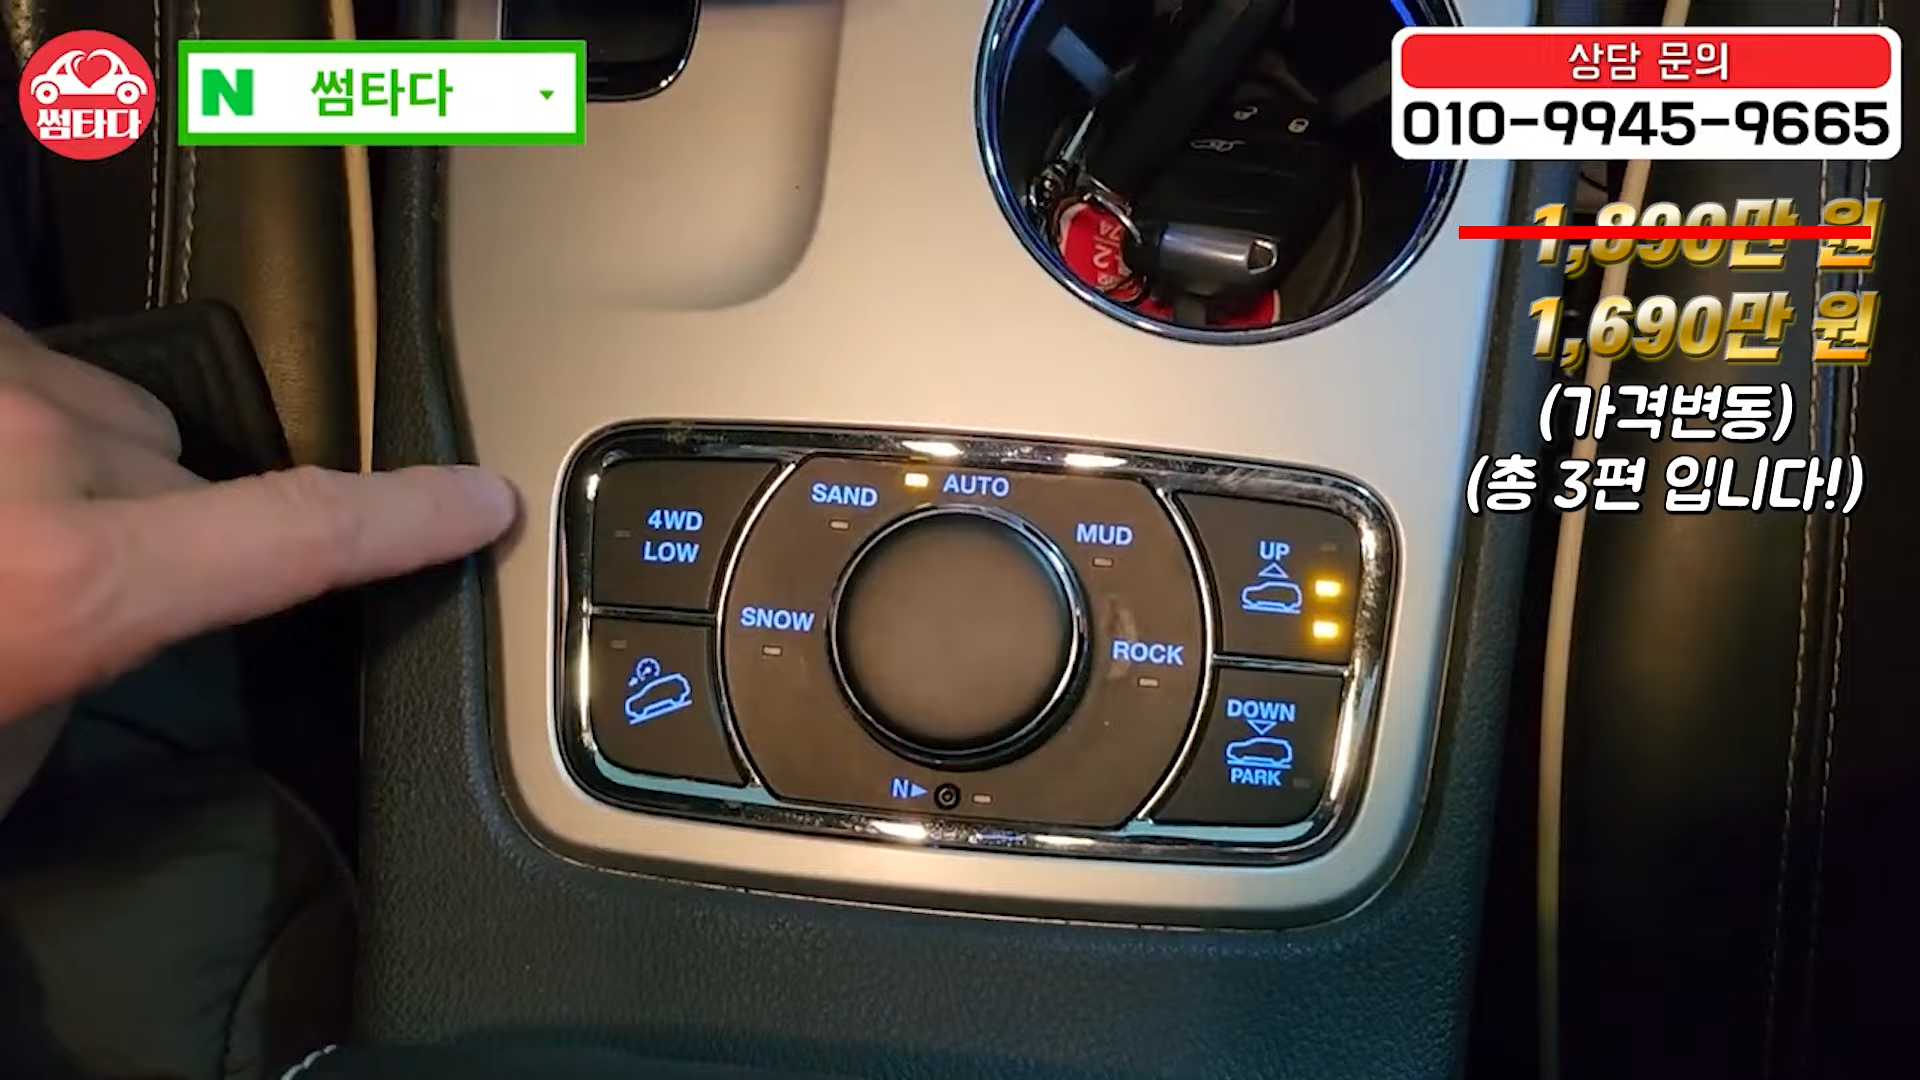 썸타다
N 썸타다
상담 문의
010-9945-9665
1,890만 원
1,690만 원
(가격변동)
(총 3편 입니다!)
SAND
AUTO
MUD
4WD
LOW
SNOW
ROCK
UP
DOWN
PARK
N